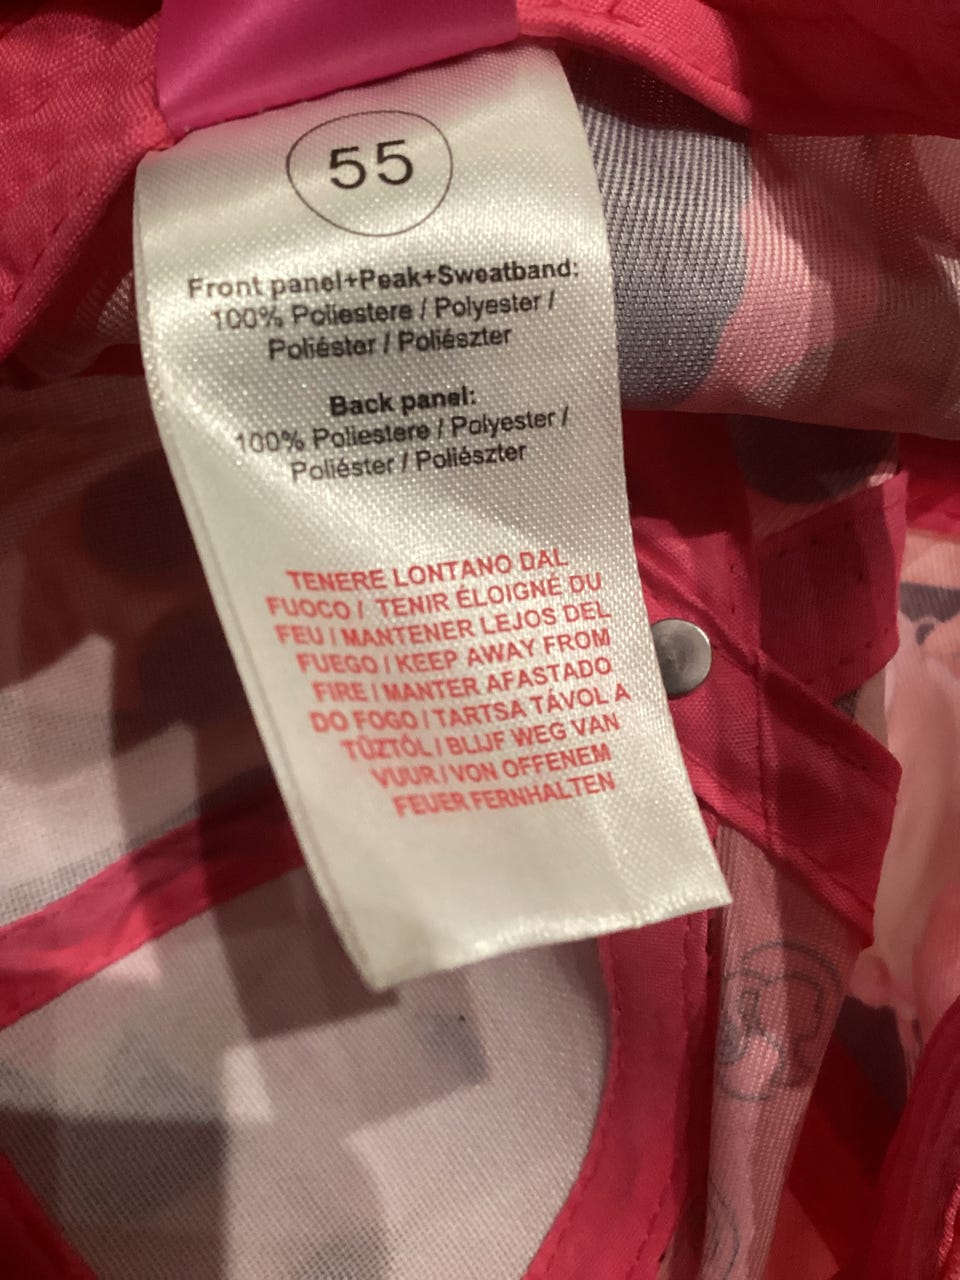 55
Front panel+Peak+Sweatband:
100% Poliestere / Polyester /
Poliéster / Poliészter
Back panel:
100% Poliestere / Polyester /
Poliéster / Poliészter
TENERE LONTANO DAL
FUOCO / TENIR ÉLOIGNÉ DU
FEU / MANTENER LEJOS DEL
FUEGO / KEEP AWAY FROM
FIRE / MANTER AFASTADO
DO FOGO / TARTSA TÁVOL A
TŰZTŐL / BLIJF WEG VAN
VUUR / VON OFFENEM
FEUER FERNHALTEN